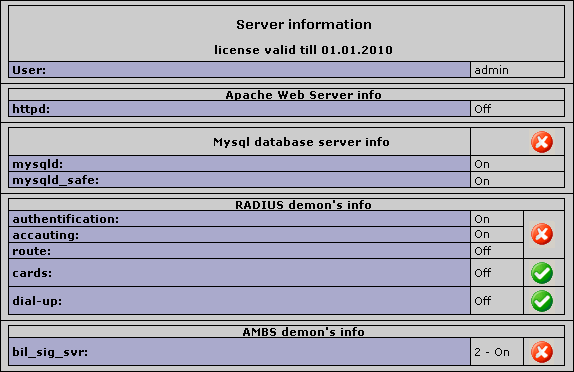 Server information
license valid till 01.01.2010
User: admin
Apache Web Server info
httpd: Off
Mysql database server info
mysqld: On
mysqld_safe: On
RADIUS demon's info
authentification: On
accauting: On
route: Off
cards: Off
dial-up: Off
AMBS demon's info
bil_sig_svr: 2 - On